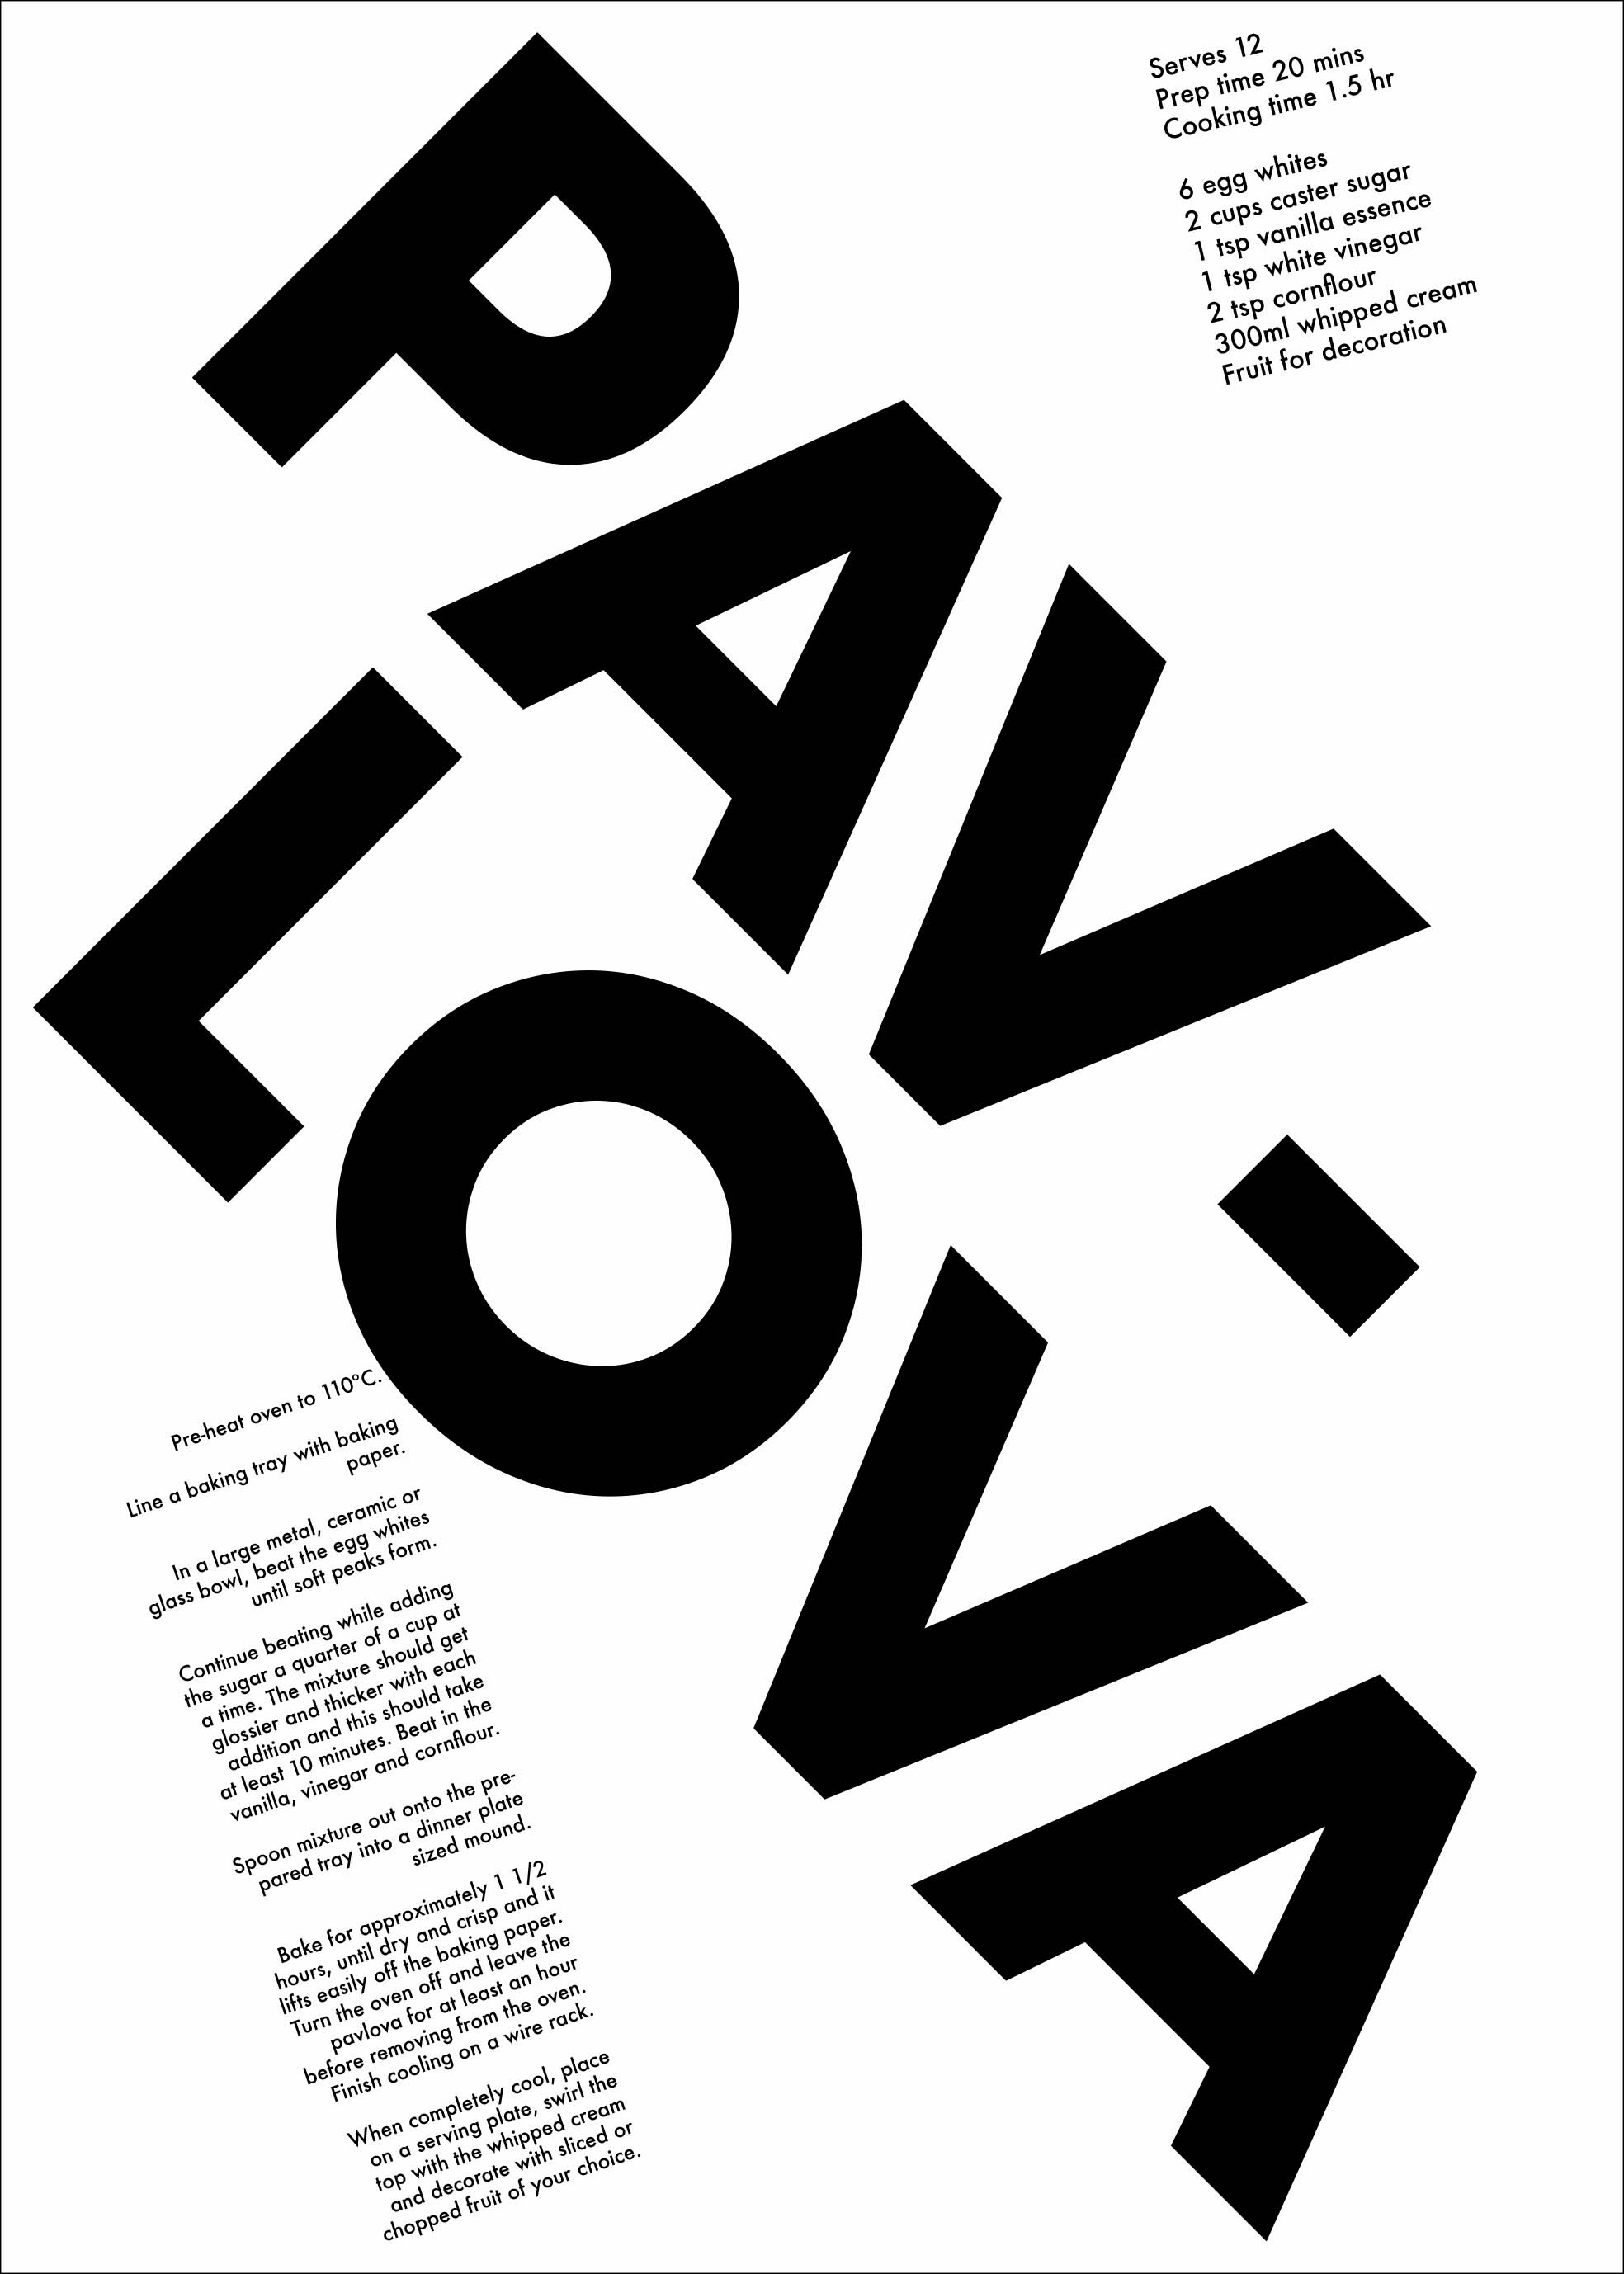 PAV-
LOVA
Serves 12
Prep time 20 mins
Cooking time 1.5 hr
6 egg whites
2 cups caster sugar
1 tsp vanilla essence
1 tsp white vinegar
2 tsp cornflour
300ml whipped cream
Fruit for decoration
Pre-heat oven to 110°C.
Line a baking tray with baking
paper.
In a large metal, ceramic or
glass bowl, beat the egg whites
until soft peaks form.
Continue beating while adding
the sugar a quarter of a cup at
a time. The mixture should get
glossier and thicker with each
addition and this should take
at least 10 minutes. Beat in the
vanilla, vinegar and cornflour.
Spoon mixture out onto the pre-
pared tray into a dinner plate
sized mound.
Bake for approximately 1 1/2
hours, until dry and crisp and it
lifts easily off the baking paper.
Turn the oven off and leave the
pavlova for at least an hour
before removing from the oven.
Finish cooling on a wire rack.
When completely cool, place
on a serving plate, swirl the
top with the whipped cream
and decorate with sliced or
chopped fruit of your choice.